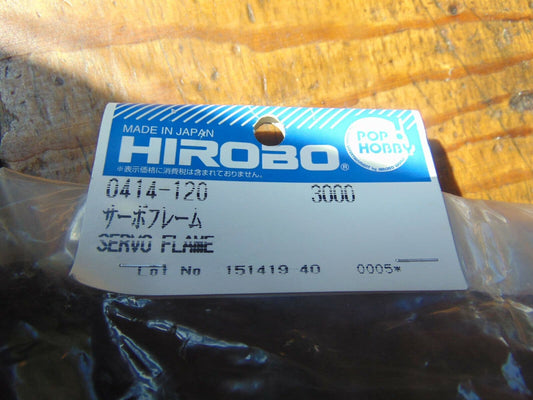 MADE IN JAPAN
HIROBO®
※表示価格に消費税は含まれておりません。
POP!
HOBBY
0414-120 3000
サーボフレーム
SERVO FLAME
Lot No 151419 40 0005*